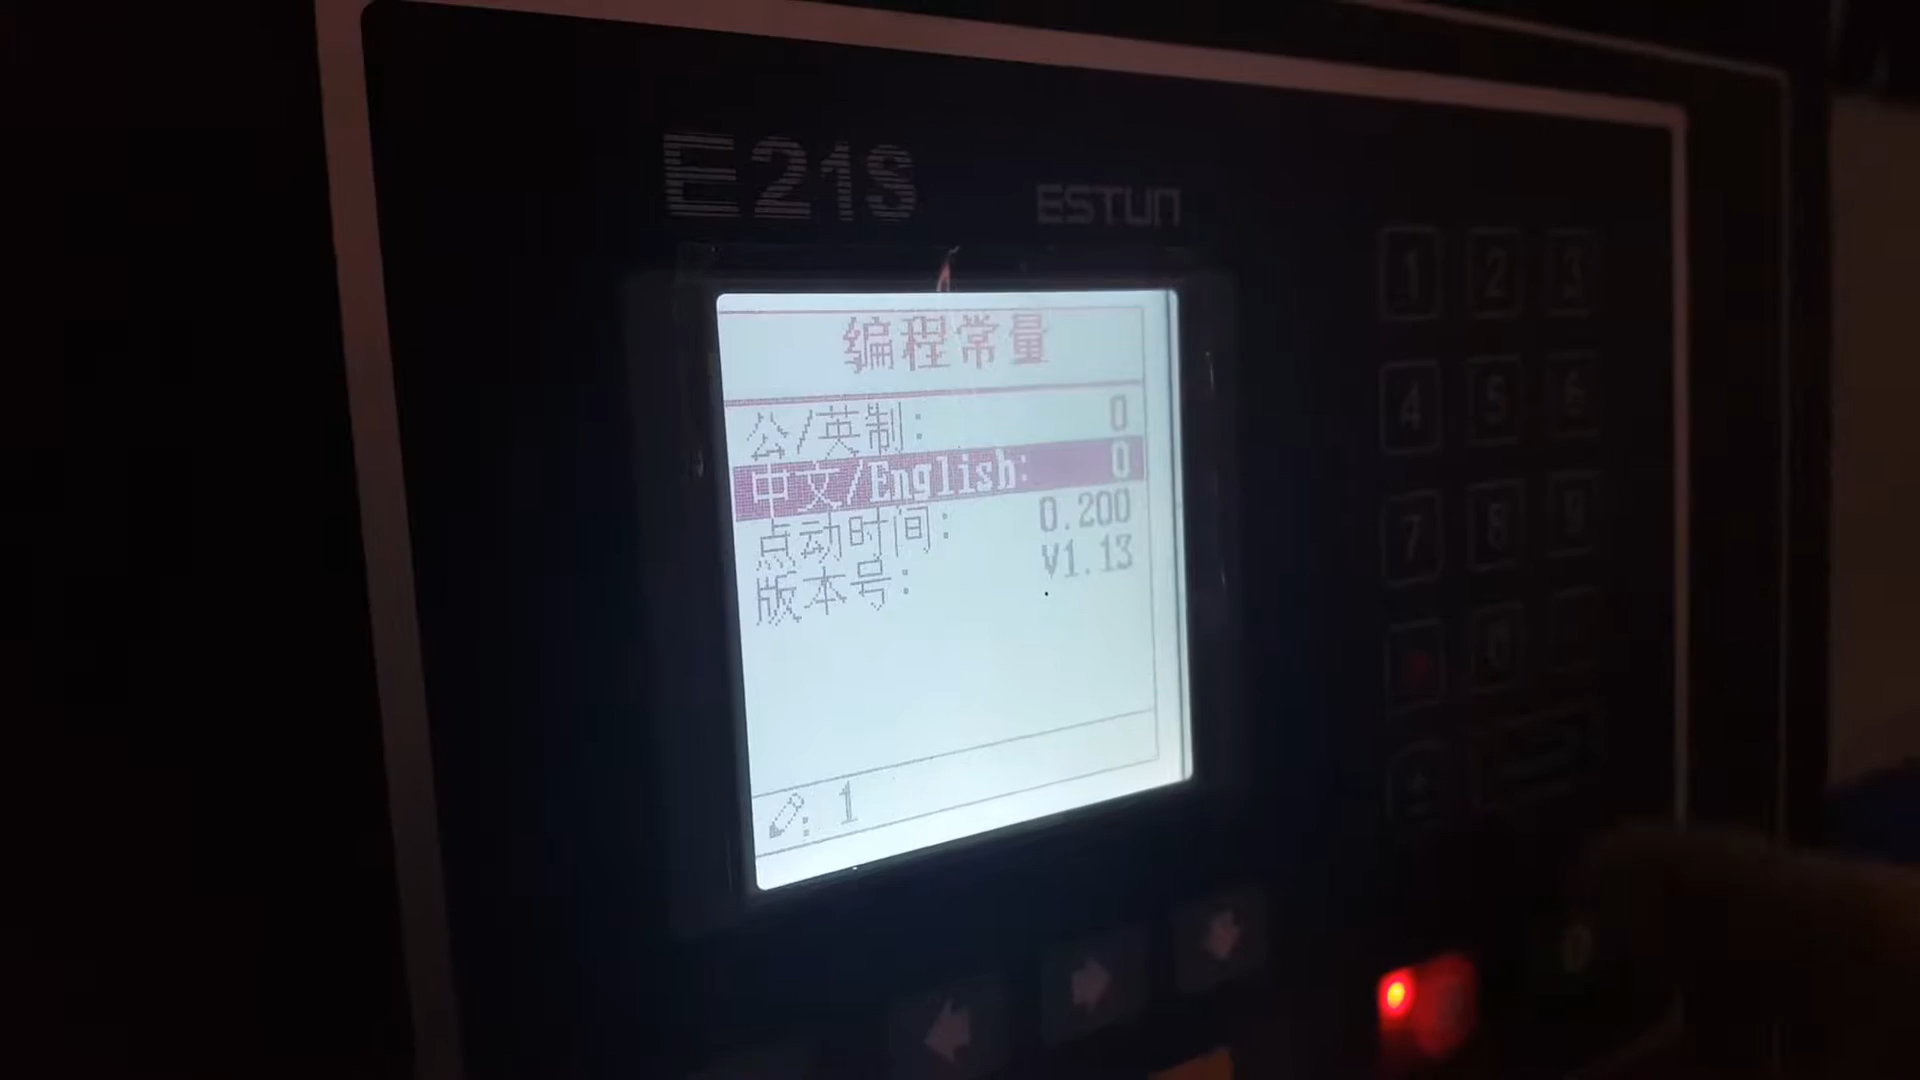 E21S
ESTUN
编程常量
公/英制: 0
中文/English: 0
点动时间: 0.200
版本号: V1.13
: 1
1 2 3
4 5 6
7 8 9
0